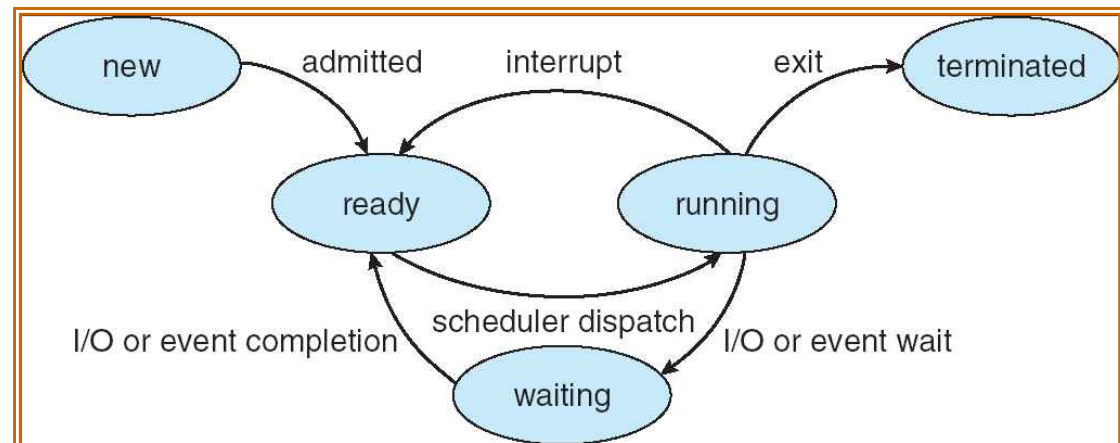 new
admitted
interrupt
exit
terminated
ready
running
scheduler dispatch
I/O or event completion
I/O or event wait
waiting